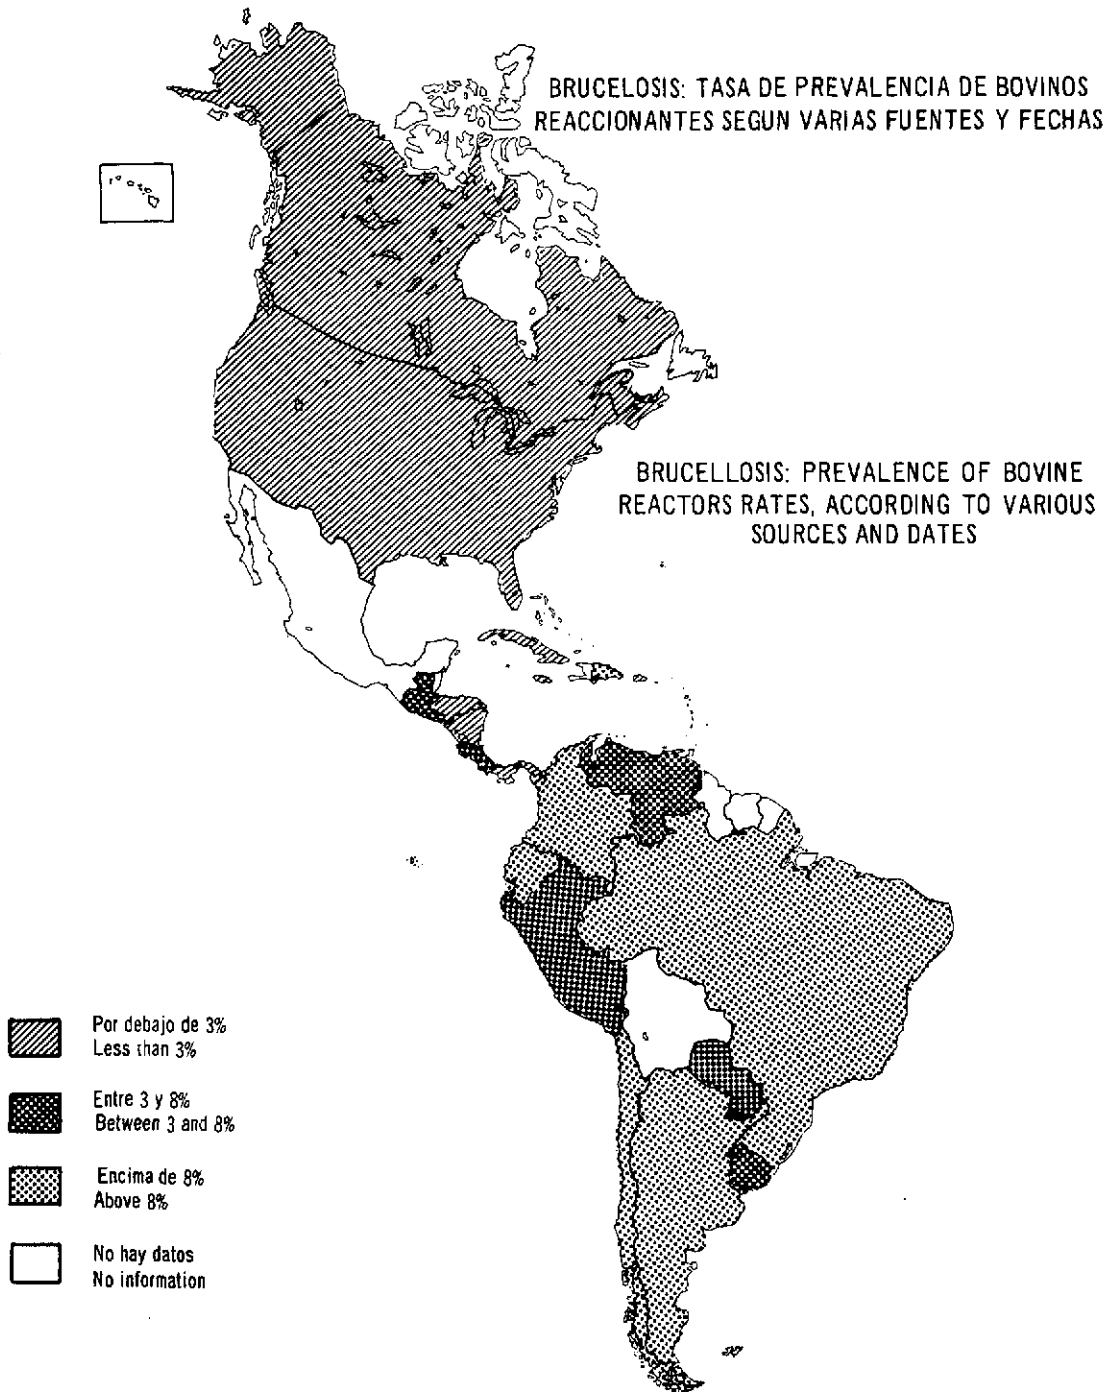 BRUCELOSIS: TASA DE PREVALENCIA DE BOVINOS
REACCIONANTES SEGUN VARIAS FUENTES Y FECHAS
BRUCELLOSIS: PREVALENCE OF BOVINE
REACTORS RATES, ACCORDING TO VARIOUS
SOURCES AND DATES
Por debajo de 3%
Less than 3%
Entre 3 y 8%
Between 3 and 8%
Encima de 8%
Above 8%
No hay datos
No information